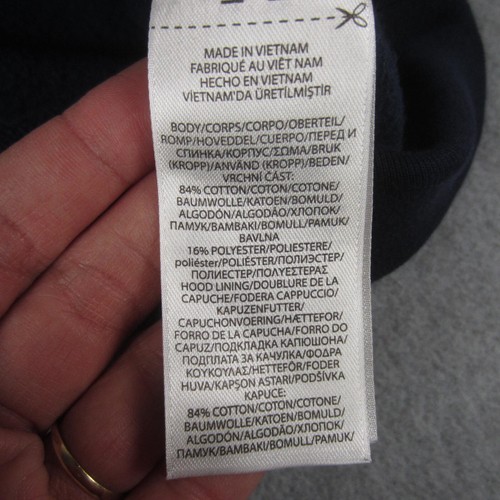 MADE IN VIETNAM
FABRIQUÉ AU VIÊT NAM
HECHO EN VIETNAM
VİETNAM'DA ÜRETİLMİŞTİR
BODY/CORPS/CORPO/OBERTEIL/
ROMP/HOVEDDEL/CUERPO/ПЕРЕД И
СПИНКА/КОРПУС/ΣΩΜΑ/BRUK
(KROPP)/ANVÄND (KROPP)/BEDEN/
VRCHNÍ ČÁST:
84% COTTON/COTON/COTONE/
BAUMWOLLE/KATOEN/BOMULD/
ALGODÓN/ALGODÃO/ХЛОПОК/
ПАМУК/BAMBAKI/BOMULL/PAMUK/
BAVLNA
16% POLYESTER/POLIESTERE/
poliéster/POLIÉSTER/ПОЛИЭСТЕР/
ПОЛИЕСТЕР/ΠΟΛΥΕΣΤΕΡΑΣ
HOOD LINING/DOUBLURE DE LA
CAPUCHE/FODERA CAPPUCCIO/
KAPUZENFUTTER/
CAPUCHONVOERING/HÆTTEFOR/
FORRO DE LA CAPUCHA/FORRO DO
CAPUZ/ПОДКЛАДКА КАПЮШОНА/
ПОДПЛАТА ЗА КАЧУЛКА/ΦΟΔΡΑ
ΚΟΥΚΟΥΛΑΣ/HETTEFÔR/FODER
HUVA/KAPŞON ASTARI/PODŠÍVKA
KAPUCE:
84% COTTON/COTON/COTONE/
BAUMWOLLE/KATOEN/BOMULD/
ALGODÓN/ALGODÃO/ХЛОПОК/
ПАМУК/BAMBAKI/BOMULL/PAMUK/